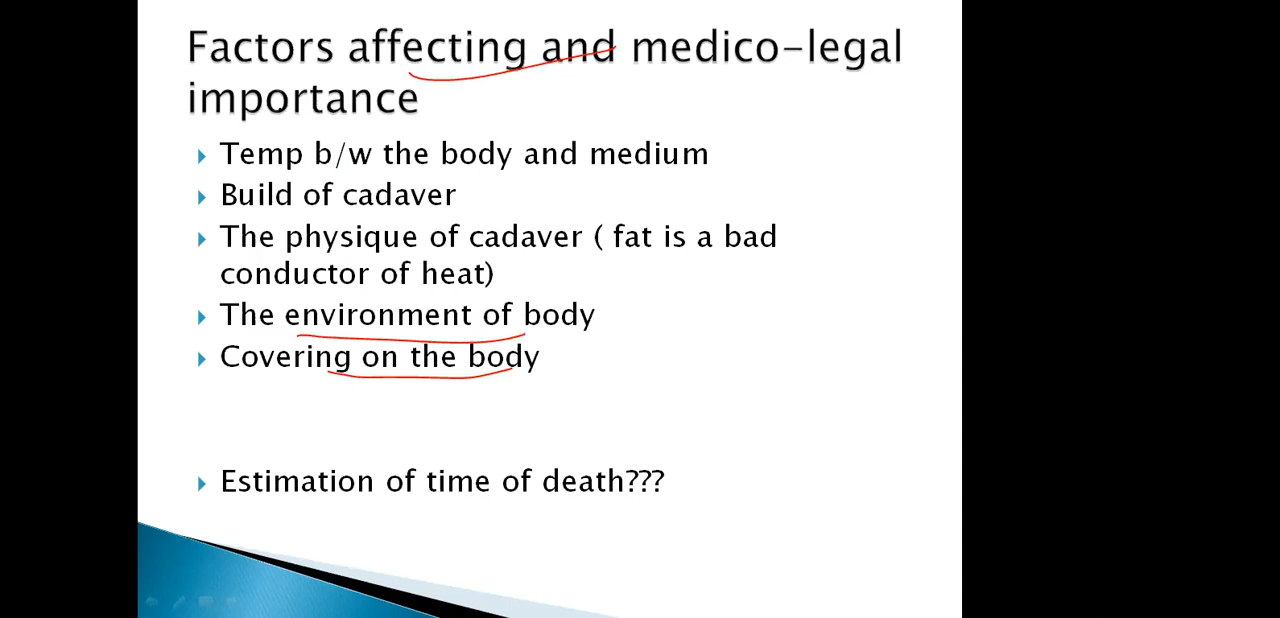 Factors affecting and medico-legal
importance
Temp b/w the body and medium
Build of cadaver
The physique of cadaver ( fat is a bad
conductor of heat)
The environment of body
Covering on the body
Estimation of time of death???